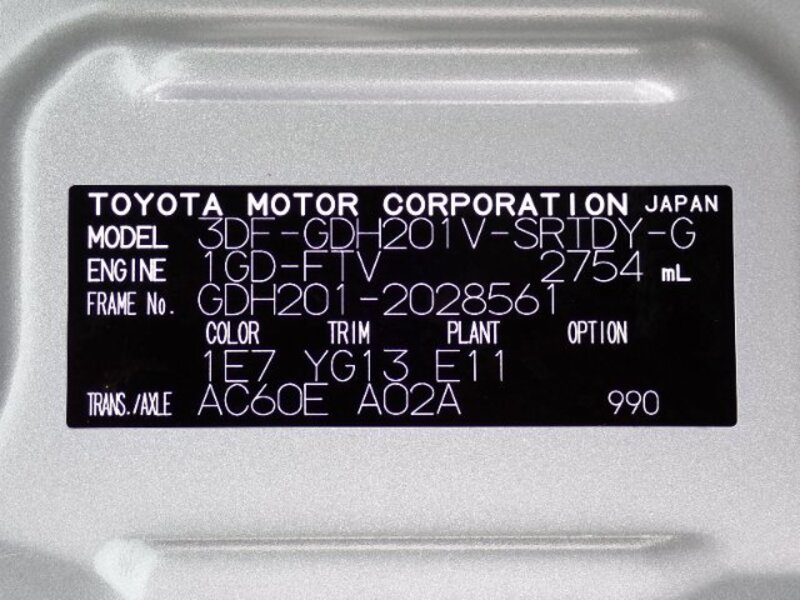 TOYOTA MOTOR CORPORATION JAPAN
MODEL 3DF-GDH201V-SRTDY-G
ENGINE 1GD-FTV 2754 mL
FRAME No. GDH201-2028561
COLOR TRIM PLANT OPTION
1E7 YG13 E11
TRANS./AXLE AC60E A02A 990